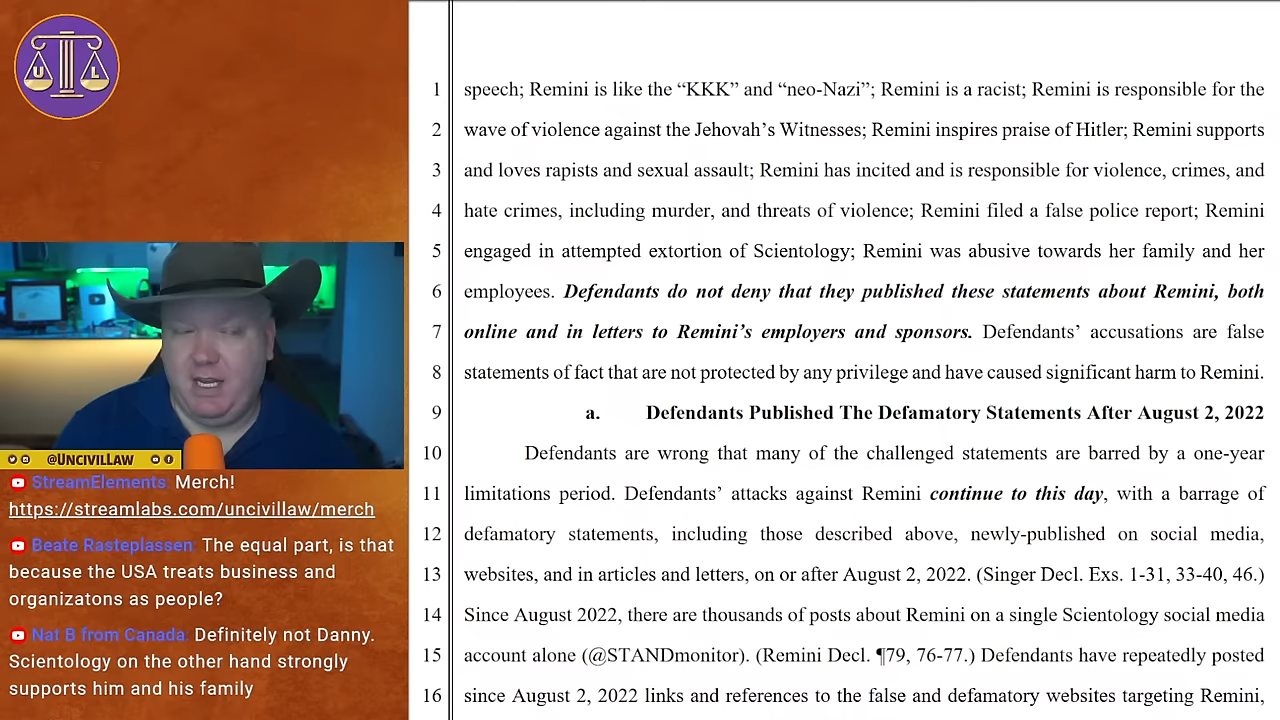 U L
@UNCIVILLAW
StreamElements: Merch!
https://streamlabs.com/uncivillaw/merch
Beate Rasteplassen: The equal part, is that
because the USA treats business and
organizatons as people?
Nat B from Canada: Definitely not Danny.
Scientology on the other hand strongly
supports him and his family
1 speech; Remini is like the “KKK” and “neo-Nazi”; Remini is a racist; Remini is responsible for the
2 wave of violence against the Jehovah’s Witnesses; Remini inspires praise of Hitler; Remini supports
3 and loves rapists and sexual assault; Remini has incited and is responsible for violence, crimes, and
4 hate crimes, including murder, and threats of violence; Remini filed a false police report; Remini
5 engaged in attempted extortion of Scientology; Remini was abusive towards her family and her
6 employees. Defendants do not deny that they published these statements about Remini, both
7 online and in letters to Remini’s employers and sponsors. Defendants’ accusations are false
8 statements of fact that are not protected by any privilege and have caused significant harm to Remini.
9 a. Defendants Published The Defamatory Statements After August 2, 2022
10 Defendants are wrong that many of the challenged statements are barred by a one-year
11 limitations period. Defendants’ attacks against Remini continue to this day, with a barrage of
12 defamatory statements, including those described above, newly-published on social media,
13 websites, and in articles and letters, on or after August 2, 2022. (Singer Decl. Exs. 1-31, 33-40, 46.)
14 Since August 2022, there are thousands of posts about Remini on a single Scientology social media
15 account alone (@STANDmonitor). (Remini Decl. ¶79, 76-77.) Defendants have repeatedly posted
16 since August 2, 2022 links and references to the false and defamatory websites targeting Remini,